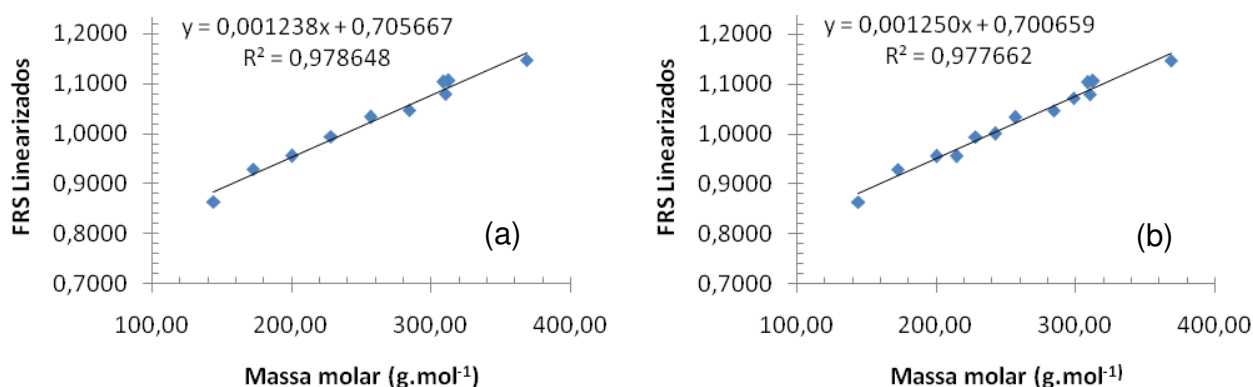 y = 0,001238x + 0,705667
R² = 0,978648
1,2000
1,1000
1,0000
0,9000
0,8000
0,7000
FRS Linearizados
(a)
100,00 200,00 300,00 400,00
Massa molar (g.mol⁻¹)
y = 0,001250x + 0,700659
R² = 0,977662
1,2000
1,1000
1,0000
0,9000
0,8000
0,7000
FRS Linearizados
(b)
100,00 200,00 300,00 400,00
Massa molar (g.mol⁻¹⁾